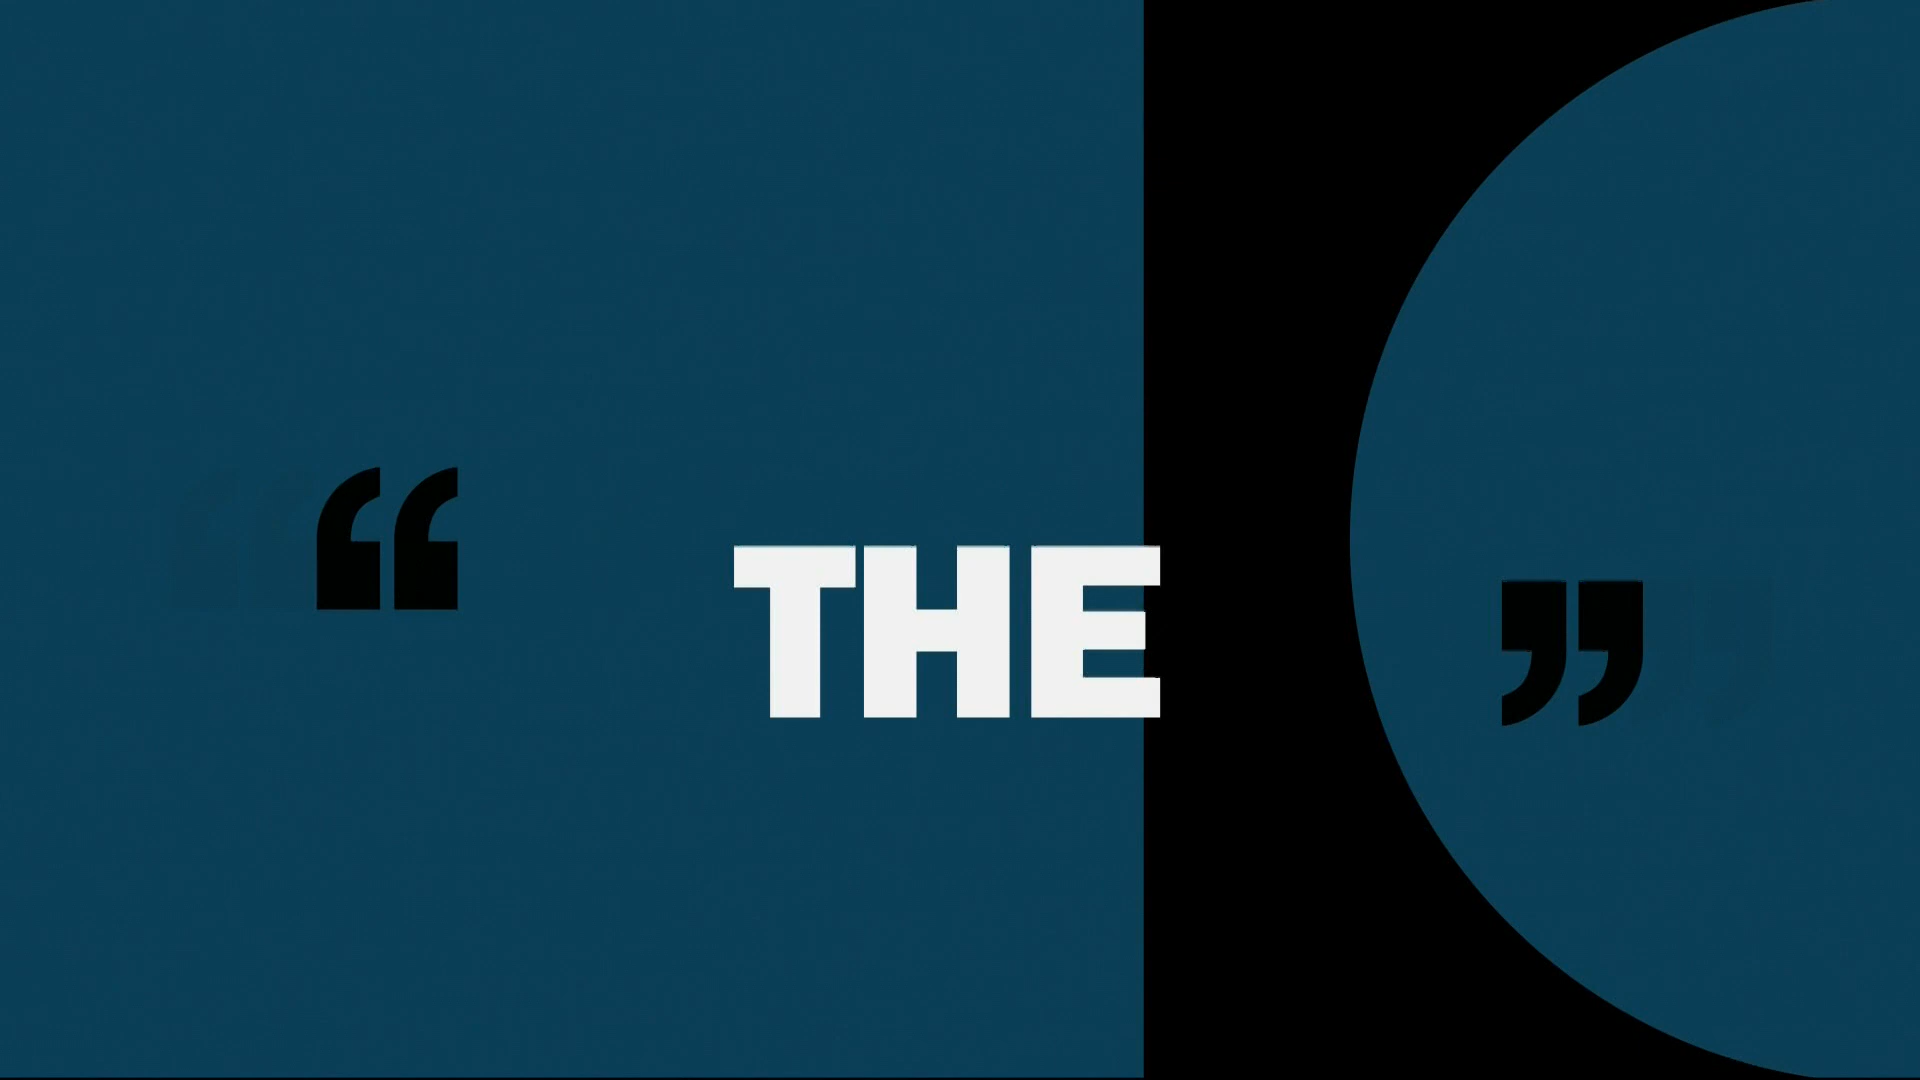 “ THE ”